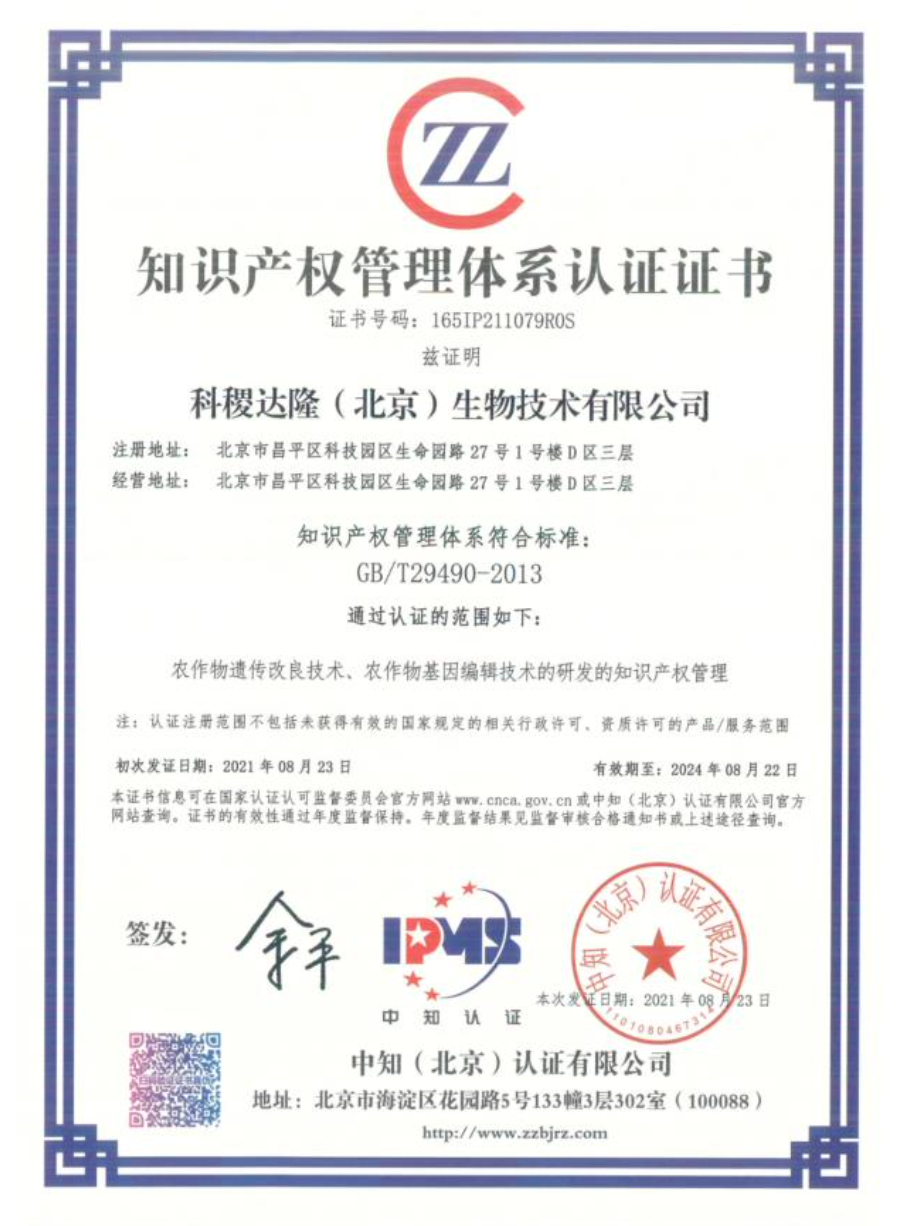 ZZ
知识产权管理体系认证证书
证书号码：165IP211079R0S
兹证明
科稷达隆（北京）生物技术有限公司
注册地址： 北京市昌平区科技园区生命园路 27 号 1 号楼 D 区三层
经营地址： 北京市昌平区科技园区生命园路 27 号 1 号楼 D 区三层
知识产权管理体系符合标准：
GB/T29490-2013
通过认证的范围如下：
农作物遗传改良技术、农作物基因编辑技术的研发的知识产权管理
注：认证注册范围不包括未获得有效的国家规定的相关行政许可、资质许可的产品/服务范围
初次发证日期：2021 年 08 月 23 日 有效期至：2024 年 08 月 22 日
本证书信息可在国家认证认可监督委员会官方网站 www.cnca.gov.cn 或中知（北京）认证有限公司官方
网站查询。证书的有效性通过年度监督保持。年度监督结果见监督审核合格通知书或上述途径查询。
签发：
IPMS
中知认证
中知（北京）认证有限公司
本次发证日期：2021 年 08 月 23 日
1101080467314
扫码验证证书真伪
中知（北京）认证有限公司
地址：北京市海淀区花园路5号133幢3层302室（100088）
http://www.zzbjrz.com